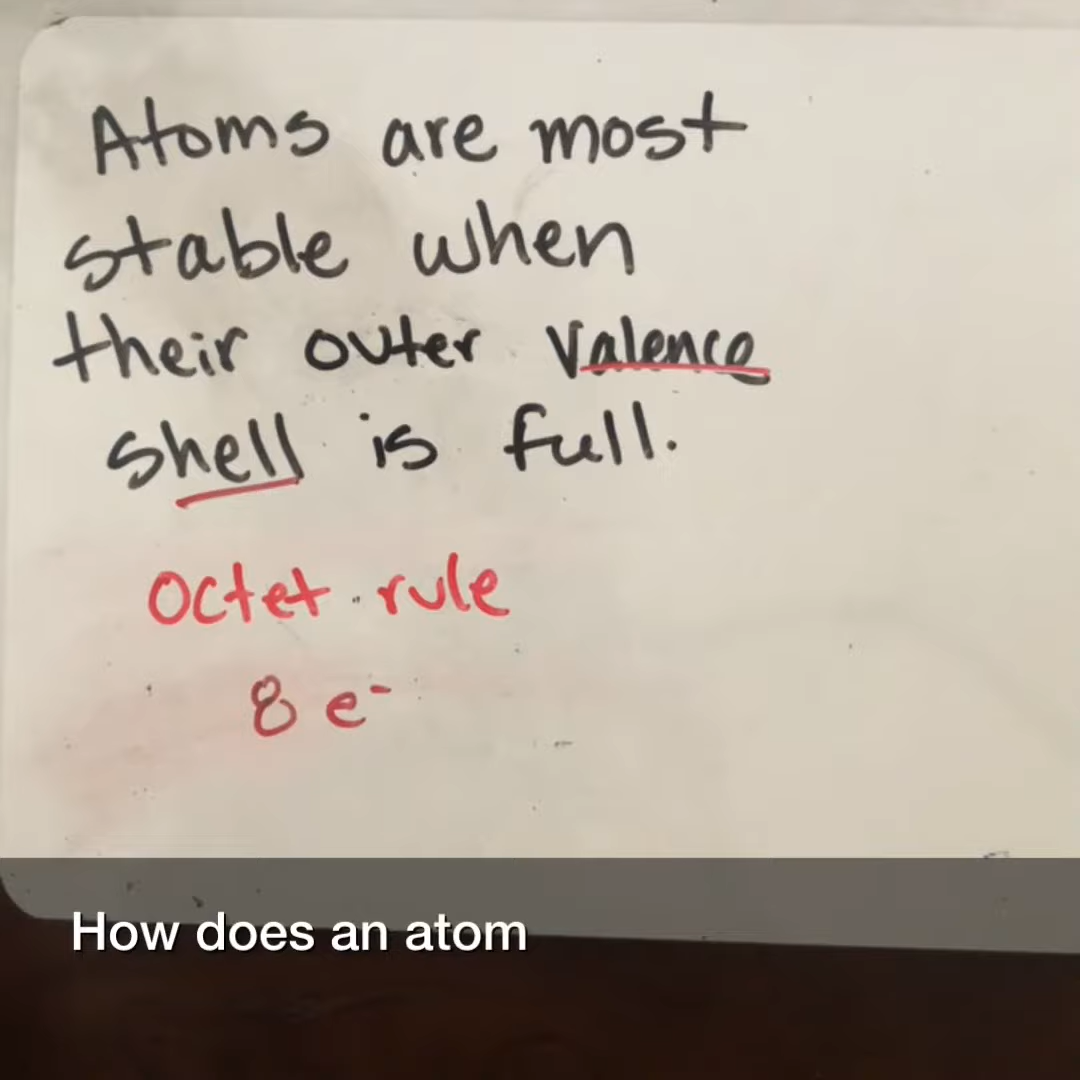 Atoms are most
stable when
their outer valence
shell is full.
Octet rule
8 e⁻
How does an atom